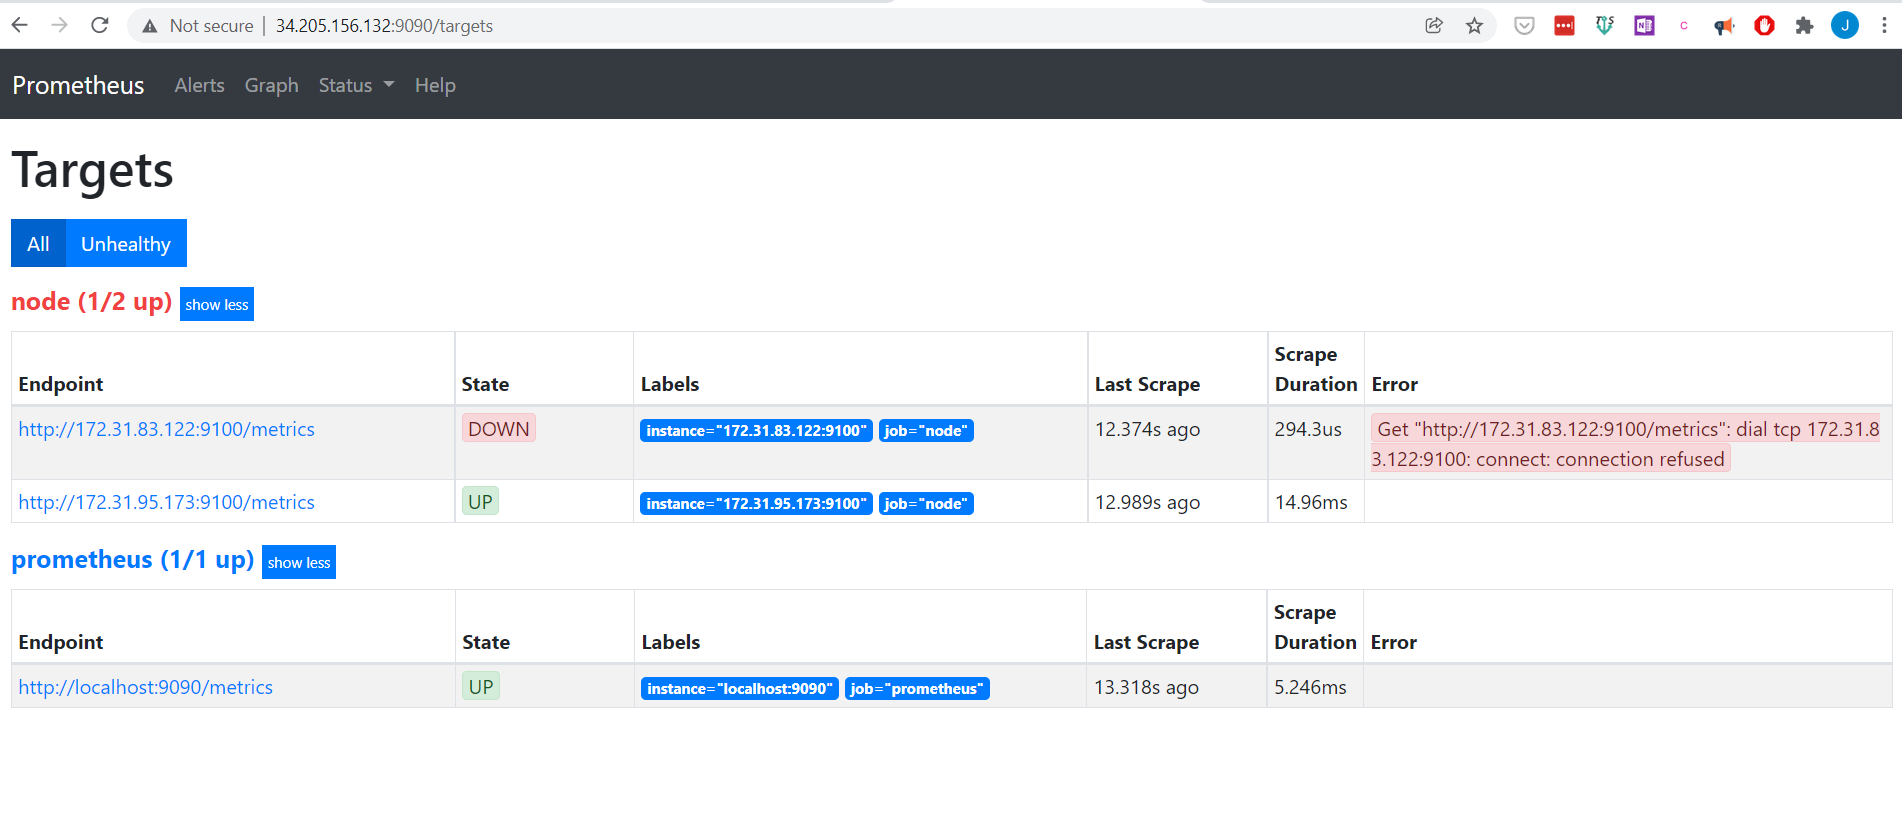 Not secure | 34.205.156.132:9090/targets
Prometheus Alerts Graph Status Help
Targets
All Unhealthy
node (1/2 up) show less
Endpoint State Labels Last Scrape Scrape Duration Error
http://172.31.83.122:9100/metrics DOWN instance="172.31.83.122:9100" job="node" 12.374s ago 294.3us Get "http://172.31.83.122:9100/metrics": dial tcp 172.31.8
3.122:9100: connect: connection refused
http://172.31.95.173:9100/metrics UP instance="172.31.95.173:9100" job="node" 12.989s ago 14.96ms
prometheus (1/1 up) show less
Endpoint State Labels Last Scrape Scrape Duration Error
http://localhost:9090/metrics UP instance="localhost:9090" job="prometheus" 13.318s ago 5.246ms